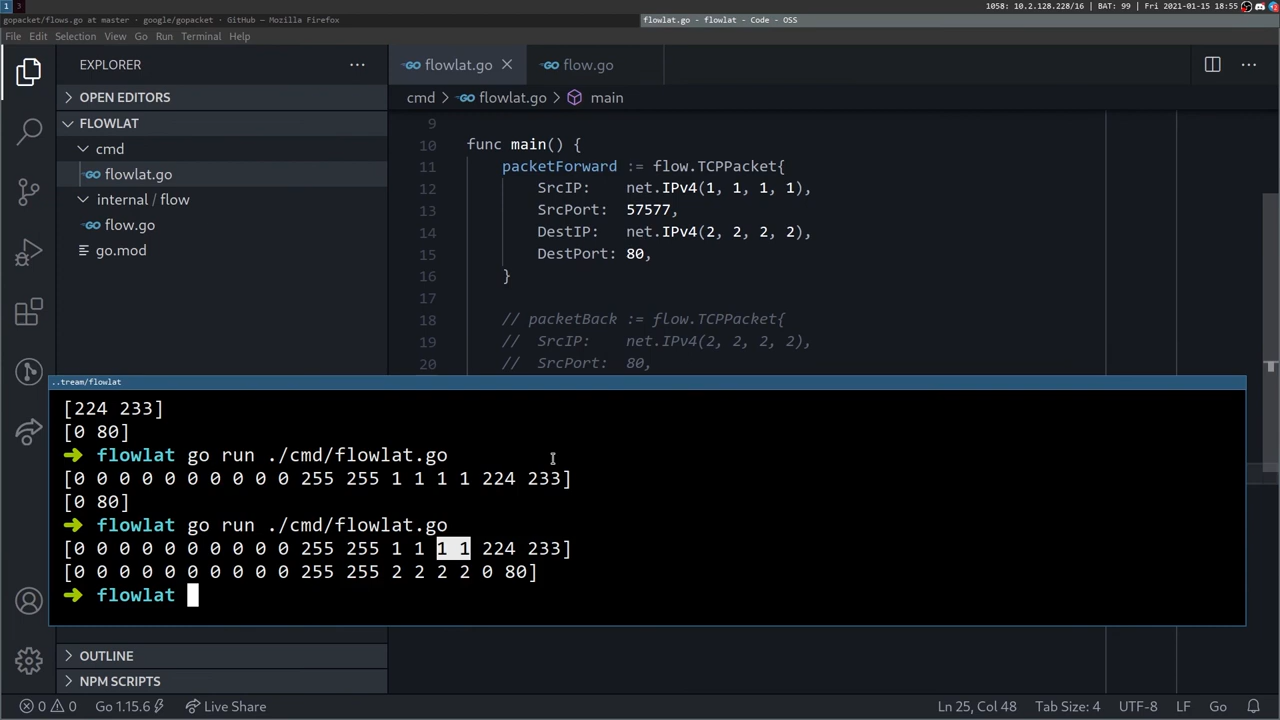 1 3
1058: 10.2.128.228/16 | BAT: 99 | Fri 2021-01-15 18:55
gopacket/flows.go at master · google/gopacket · GitHub — Mozilla Firefox
flowlat.go - flowlat - Code - OSS
File Edit Selection View Go Run Terminal Help
EXPLORER
OPEN EDITORS
FLOWLAT
cmd
flowlat.go
internal / flow
flow.go
go.mod
OUTLINE
NPM SCRIPTS
flowlat.go
flow.go
cmd > flowlat.go > main
9
10 func main() {
11 packetForward := flow.TCPPacket{
12 SrcIP: net.IPv4(1, 1, 1, 1),
13 SrcPort: 57577,
14 DestIP: net.IPv4(2, 2, 2, 2),
15 DestPort: 80,
16 }
17
18 // packetBack := flow.TCPPacket{
19 // SrcIP: net.IPv4(2, 2, 2, 2),
20 // SrcPort: 80,
..tream/flowlat
[224 233]
[0 80]
➜ flowlat go run ./cmd/flowlat.go
[0 0 0 0 0 0 0 0 0 0 255 255 1 1 1 1 224 233]
[0 80]
➜ flowlat go run ./cmd/flowlat.go
[0 0 0 0 0 0 0 0 0 0 255 255 1 1 1 1 224 233]
[0 0 0 0 0 0 0 0 0 0 255 255 2 2 2 2 0 80]
➜ flowlat
0 0 Go 1.15.6 Live Share Ln 25, Col 48 Tab Size: 4 UTF-8 LF Go